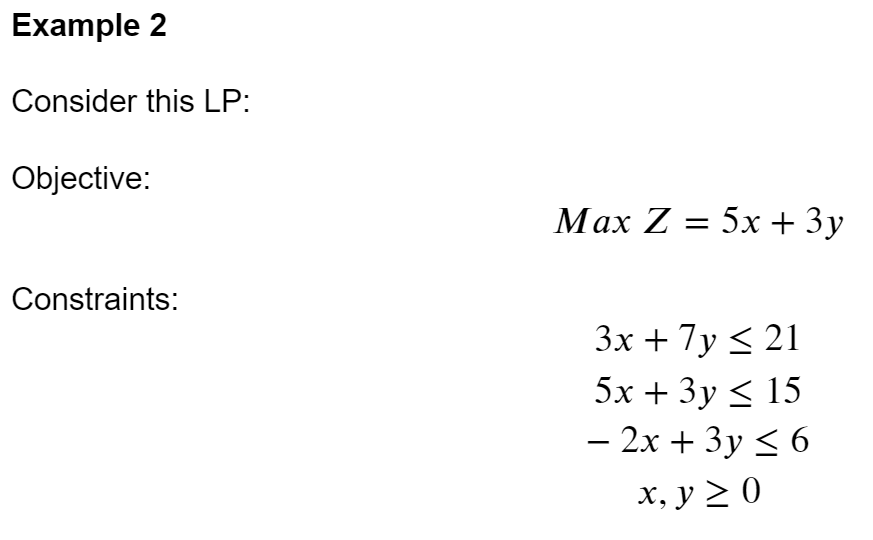 Example 2
Consider this LP:
Objective:
Max Z = 5x + 3y
Constraints:
3x + 7y ≤ 21
5x + 3y ≤ 15
− 2x + 3y ≤ 6
x, y ≥ 0